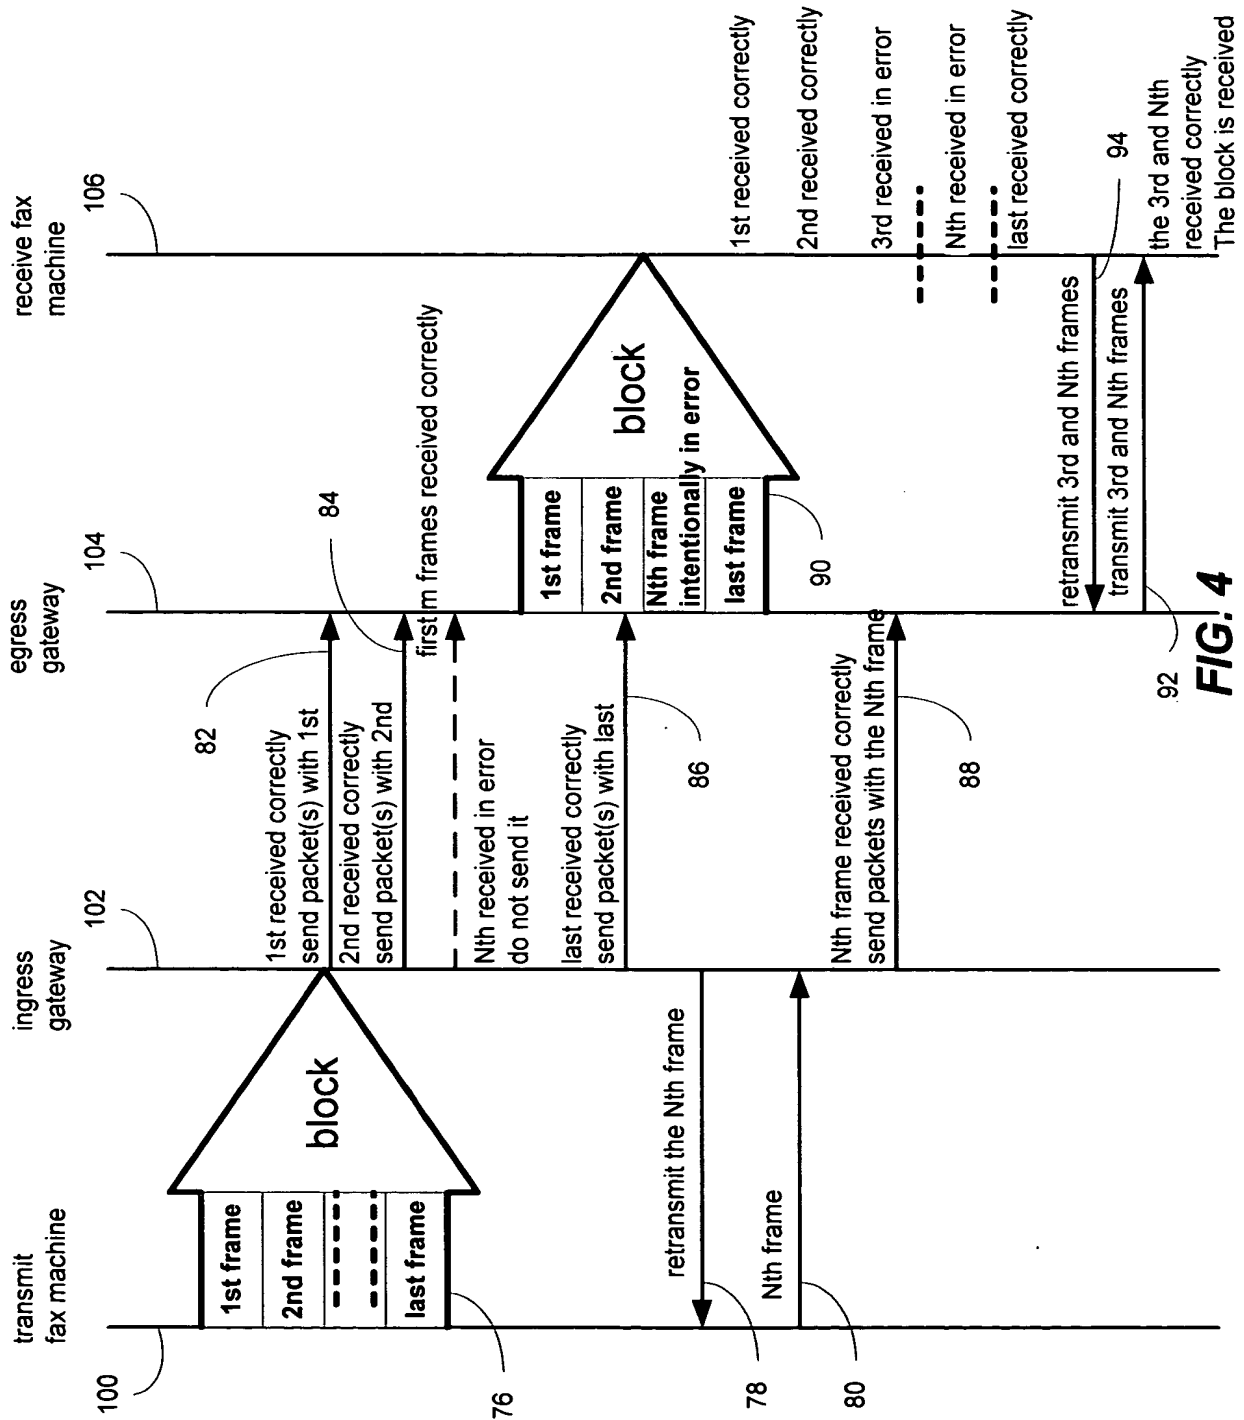 transmit
fax machine
ingress
gateway
egress
gateway
receive fax
machine
100
102
104
106
1st frame
2nd frame
last frame
block
76
1st received correctly
send packet(s) with 1st
82
2nd received correctly
send packet(s) with 2nd
84
first m frames received correctly
Nth received in error
do not send it
last received correctly
send packet(s) with last
86
1st frame
2nd frame
Nth frame
intentionally in error
last frame
block
90
retransmit the Nth frame
78
Nth frame
80
Nth frame received correctly
send packets with the Nth frame
88
1st received correctly
2nd received correctly
3rd received in error
Nth received in error
last received correctly
retransmit 3rd and Nth frames
94
transmit 3rd and Nth frames
92
the 3rd and Nth
received correctly
The block is received
FIG. 4